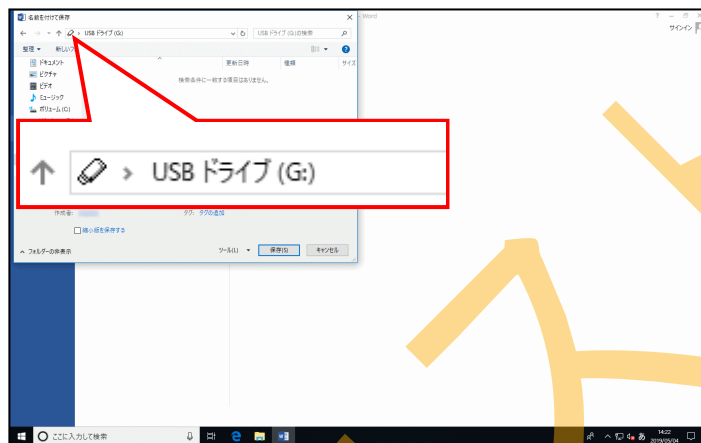 名前を付けて保存
- Word
サインイン
USB ドライブ (G:)
USB ドライブ (G:)の検索
整理
更新日時
種類
サイズ
ドキュメント
ピクチャ
ビデオ
ミュージック
ボリューム (C:)
検索条件に一致する項目はありません。
USB ドライブ (G:)
作成者:
タグ: タグの追加
縮小版を保存する
フォルダーの非表示
ツール(L)
保存(S)
キャンセル
ここに入力して検索
あ
14:22
2019/05/04